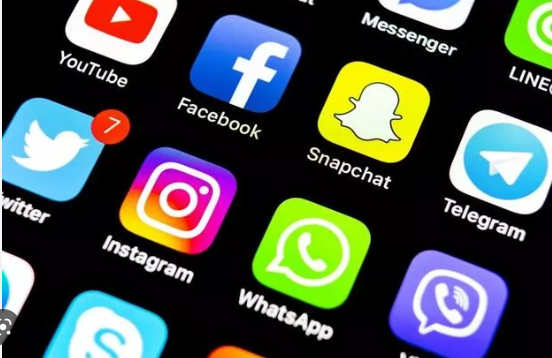 Messenger
YouTube
Facebook
Snapchat
LINE
Telegram
7
witter
Instagram
WhatsApp